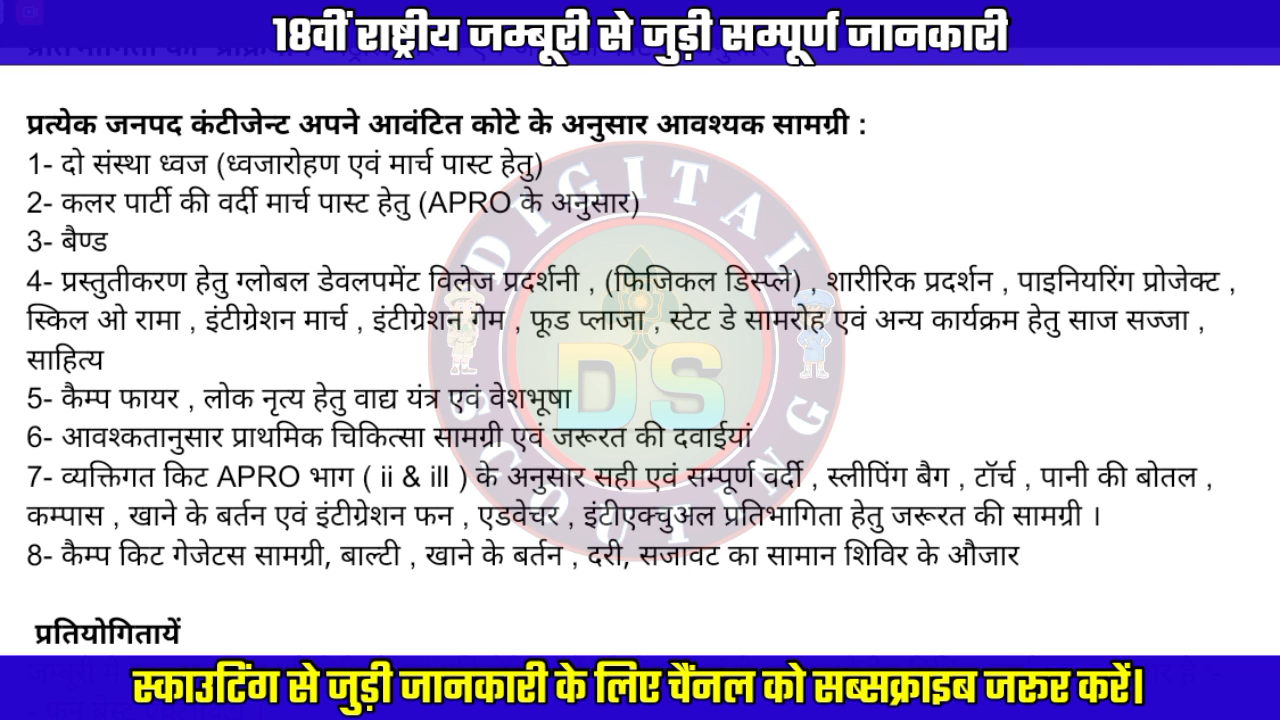 18वीं राष्ट्रीय जम्बूरी से जुड़ी सम्पूर्ण जानकारी
प्रत्येक जनपद कंटीजेन्ट अपने आवंटित कोटे के अनुसार आवश्यक सामग्री :
1- दो संस्था ध्वज (ध्वजारोहण एवं मार्च पास्ट हेतु)
2- कलर पार्टी की वर्दी मार्च पास्ट हेतु (APRO के अनुसार)
3- बैण्ड
4- प्रस्तुतीकरण हेतु ग्लोबल डेवलपमेंट विलेज प्रदर्शनी , (फिजिकल डिस्प्ले) , शारीरिक प्रदर्शन , पाइनियरिंग प्रोजेक्ट ,
स्किल ओ रामा , इंटीग्रेशन मार्च , इंटीग्रेशन गेम , फूड प्लाजा , स्टेट डे सामरोह एवं अन्य कार्यक्रम हेतु साज सज्जा ,
साहित्य
5- कैम्प फायर , लोक नृत्य हेतु वाद्य यंत्र एवं वेशभूषा
6- आवश्कतानुसार प्राथमिक चिकित्सा सामग्री एवं जरूरत की दवाईयां
7- व्यक्तिगत किट APRO भाग ( ii & ill ) के अनुसार सही एवं सम्पूर्ण वर्दी , स्लीपिंग बैग , टॉर्च , पानी की बोतल ,
कम्पास , खाने के बर्तन एवं इंटीग्रेशन फन , एडवेचर , इंटीएक्चुअल प्रतिभागिता हेतु जरूरत की सामग्री ।
8- कैम्प किट गेजेटस सामग्री, बाल्टी , खाने के बर्तन , दरी, सजावट का सामान शिविर के औजार
प्रतियोगितायें
DIGITAL
DS
SCOUTING
स्काउटिंग से जुड़ी जानकारी के लिए चैंनल को सब्सक्राइब जरूर करें।